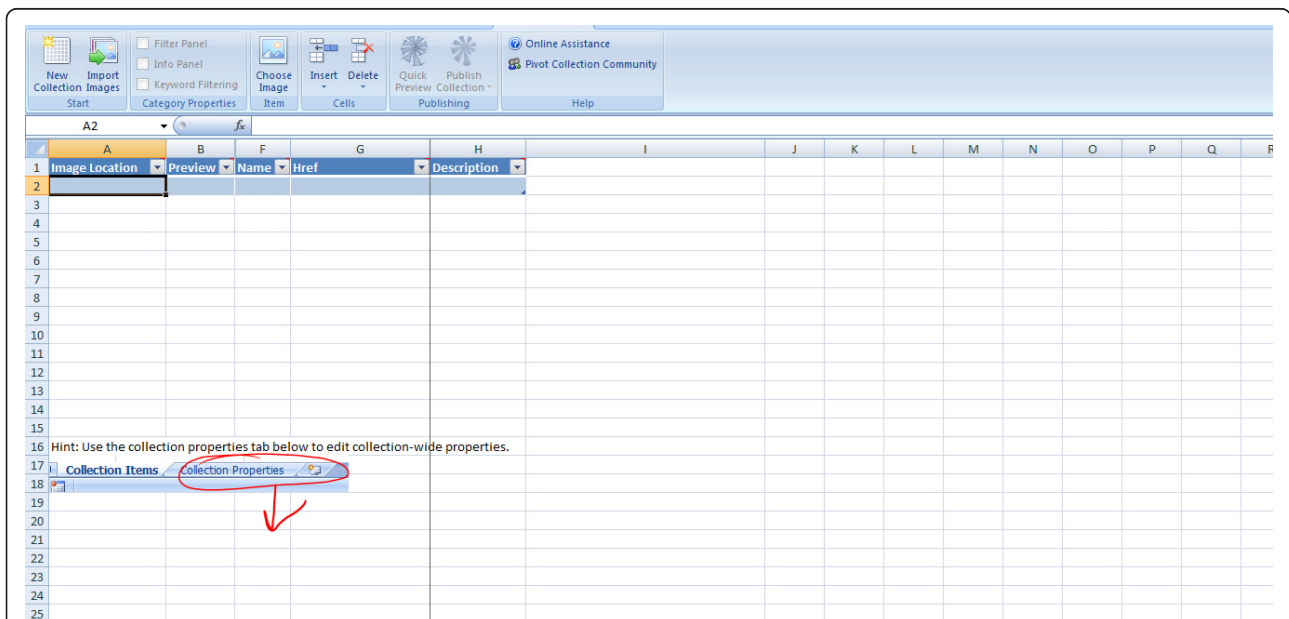 Filter Panel
Info Panel
Keyword Filtering
New Collection
Import Images
Choose Image
Insert
Delete
Quick Preview
Publish Collection
Online Assistance
Pivot Collection Community
Start
Category Properties
Item
Cells
Publishing
Help
A2
fx
A B F G H I J K L M N O P Q R
1 Image Location Preview Name Href Description
2
3
4
5
6
7
8
9
10
11
12
13
14
15
16 Hint: Use the collection properties tab below to edit collection-wide properties.
17 Collection Items Collection Properties
18
19
20
21
22
23
24
25